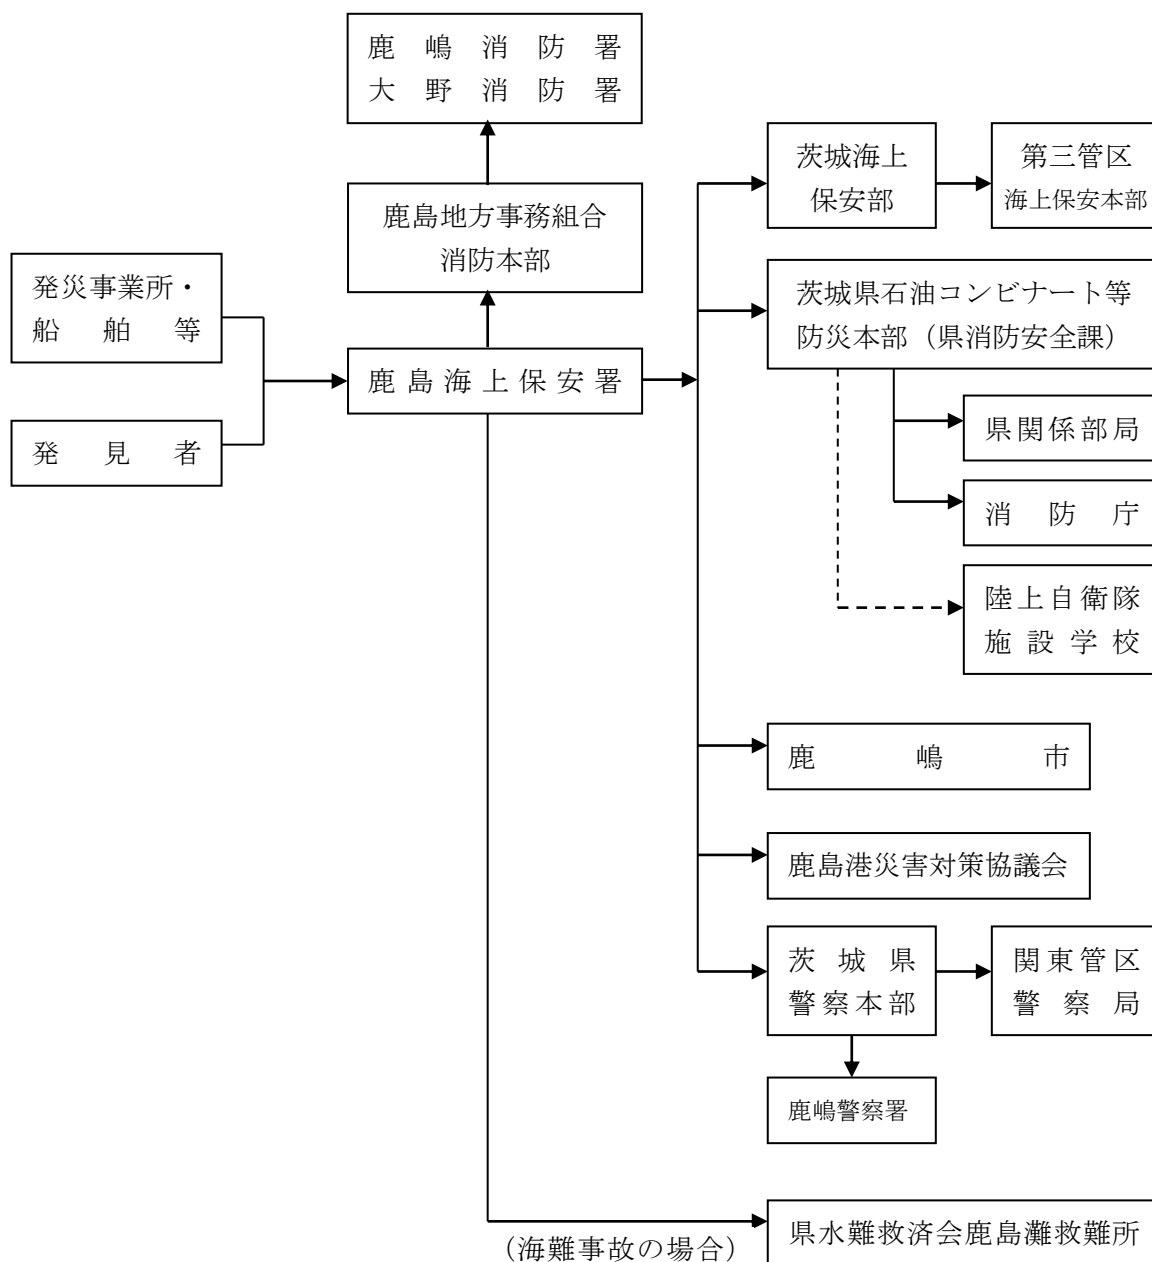 鹿嶋消防署
大野消防署
鹿島地方事務組合
消防本部
発災事業所・
船舶等
発見者
鹿島海上保安署
茨城海上
保安部
第三管区
海上保安本部
茨城県石油コンビナート等
防災本部（県消防安全課）
県関係部局
消防庁
陸上自衛隊
施設学校
鹿嶋市
鹿島港災害対策協議会
茨城県
警察本部
関東管区
警察局
鹿嶋警察署
県水難救済会鹿島灘救難所
（海難事故の場合）